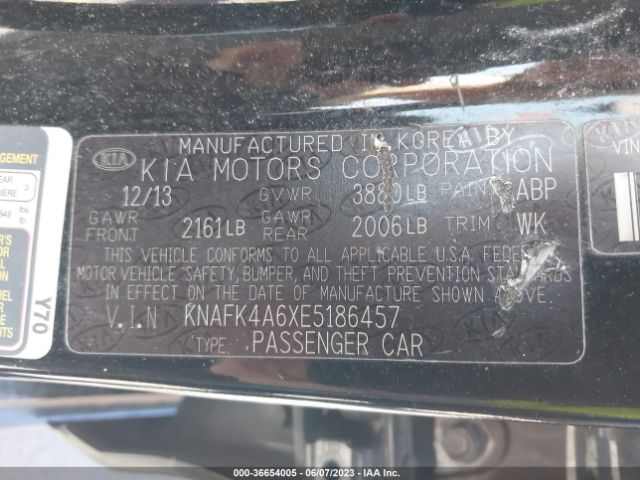 MANUFACTURED IN KOREA BY
KIA KIA MOTORS CORPORATION
12/13 GVWR 3880LB PAINT ABP
GAWR FRONT 2161LB GAWR REAR 2006LB TRIM WK
THIS VEHICLE CONFORMS TO ALL APPLICABLE U.S.A. FEDERAL
MOTOR VEHICLE SAFETY, BUMPER, AND THEFT PREVENTION STANDARDS
IN EFFECT ON THE DATE OF MANUFACTURE SHOWN ABOVE.
V.I.N KNAFK4A6XE5186457
TYPE: PASSENGER CAR
Y70
VIN
000-36654005 - 06/07/2023 - IAA Inc.